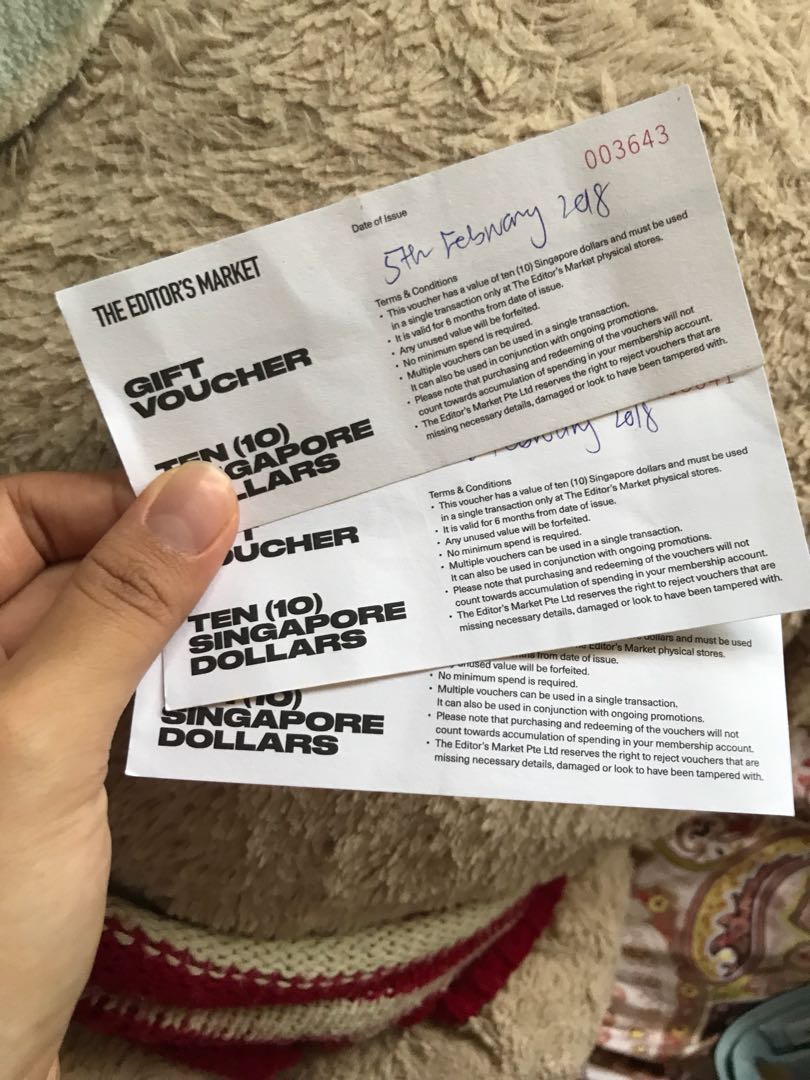 003643
Date of Issue
5th February 2018
THE EDITOR'S MARKET
GIFT
VOUCHER
TEN (10)
SINGAPORE
DOLLARS
Terms & Conditions
• This voucher has a value of ten (10) Singapore dollars and must be used
in a single transaction only at The Editor's Market physical stores.
• It is valid for 6 months from date of issue.
• Any unused value will be forfeited.
• No minimum spend is required.
• Multiple vouchers can be used in a single transaction.
It can also be used in conjunction with ongoing promotions.
• Please note that purchasing and redeeming of the vouchers will not
count towards accumulation of spending in your membership account.
• The Editor's Market Pte Ltd reserves the right to reject vouchers that are
missing necessary details, damaged or look to have been tampered with.
February 2018
VOUCHER
TEN (10)
SINGAPORE
DOLLARS
Terms & Conditions
• This voucher has a value of ten (10) Singapore dollars and must be used
in a single transaction only at The Editor's Market physical stores.
• It is valid for 6 months from date of issue.
• Any unused value will be forfeited.
• No minimum spend is required.
• Multiple vouchers can be used in a single transaction.
It can also be used in conjunction with ongoing promotions.
• Please note that purchasing and redeeming of the vouchers will not
count towards accumulation of spending in your membership account.
• The Editor's Market Pte Ltd reserves the right to reject vouchers that are
missing necessary details, damaged or look to have been tampered with.
(10)
SINGAPORE
DOLLARS
dollars and must be used
Editor's Market physical stores.
from date of issue.
unused value will be forfeited.
• No minimum spend is required.
• Multiple vouchers can be used in a single transaction.
It can also be used in conjunction with ongoing promotions.
• Please note that purchasing and redeeming of the vouchers will not
count towards accumulation of spending in your membership account.
• The Editor's Market Pte Ltd reserves the right to reject vouchers that are
missing necessary details, damaged or look to have been tampered with.